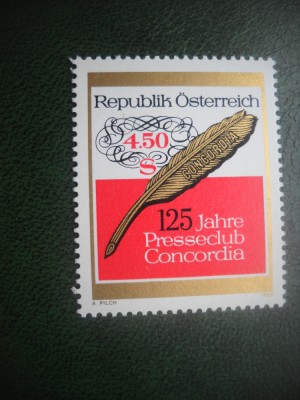 Republik Österreich
4.50
S
CONCORDIA
125 Jahre
Presseclub
Concordia
A. PILCH